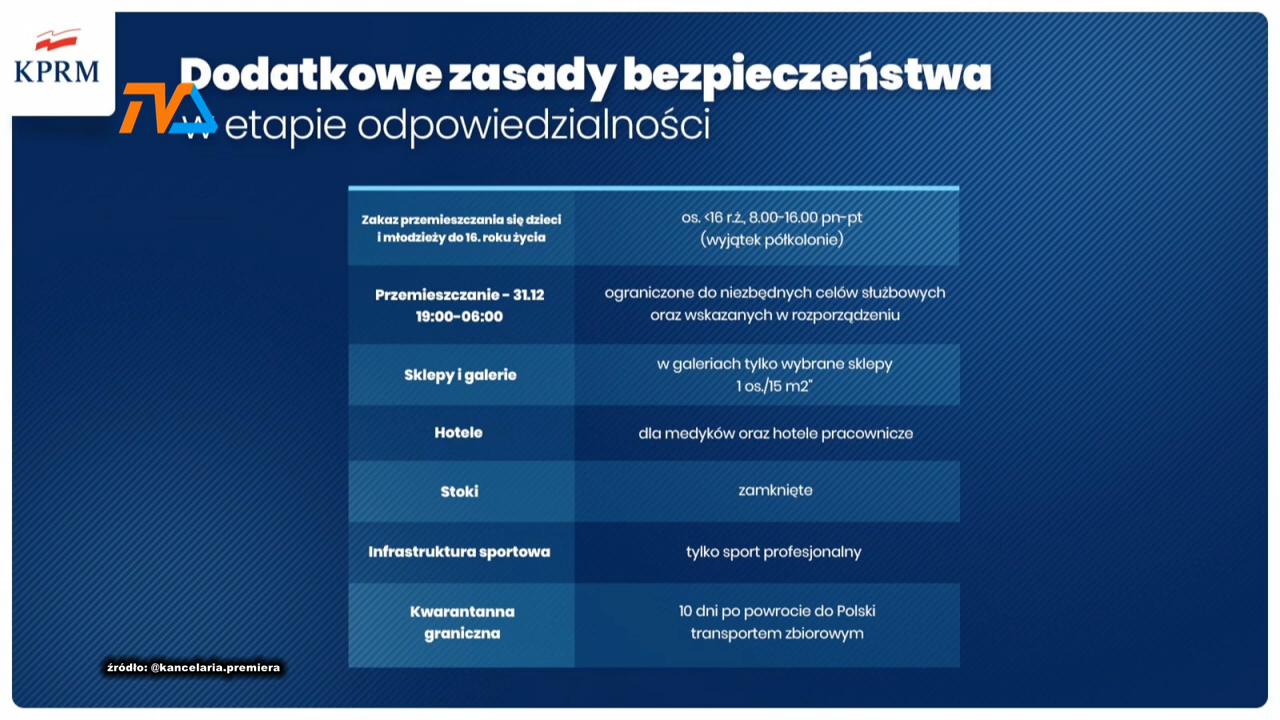 KPRM
TVA
Dodatkowe zasady bezpieczeństwa
w etapie odpowiedzialności
Zakaz przemieszczania się dzieci
i młodzieży do 16. roku życia
os. <16 r.ż., 8.00-16.00 pn-pt
(wyjątek półkolonie)
Przemieszczanie - 31.12
19:00-06:00
ograniczone do niezbędnych celów służbowych
oraz wskazanych w rozporządzeniu
Sklepy i galerie
w galeriach tylko wybrane sklepy
1 os./15 m2"
Hotele
dla medyków oraz hotele pracownicze
Stoki
zamknięte
Infrastruktura sportowa
tylko sport profesjonalny
Kwarantanna
graniczna
10 dni po powrocie do Polski
transportem zbiorowym
źródło: @kancelaria.premiera